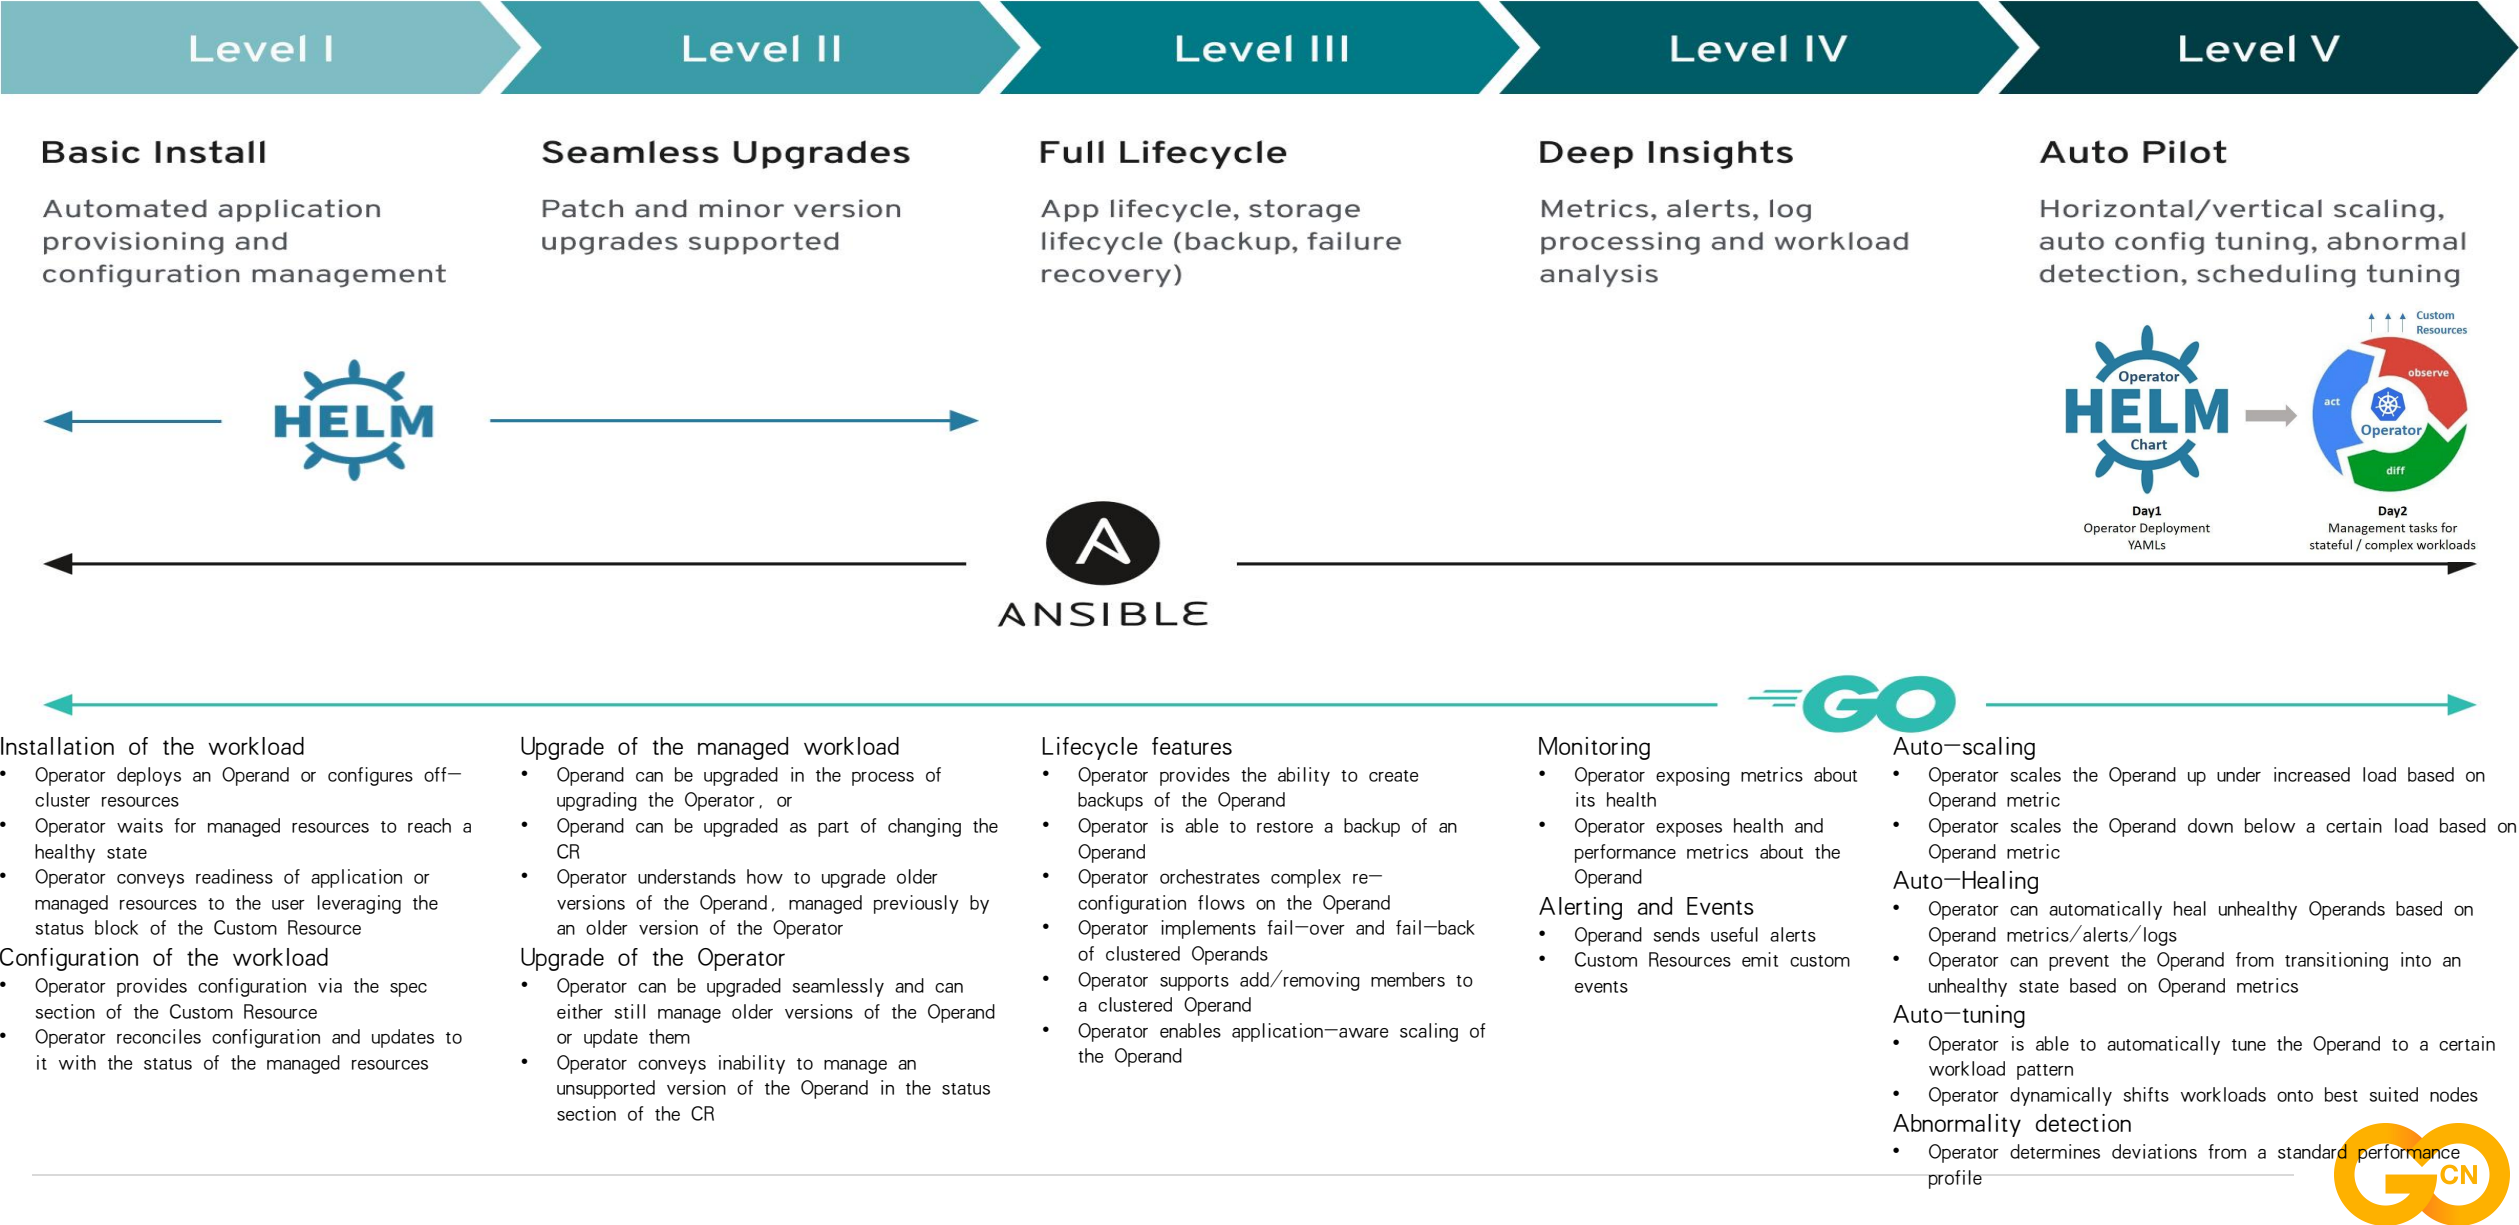 Level I
Level II
Level III
Level IV
Level V
Basic Install
Automated application
provisioning and
configuration management
Seamless Upgrades
Patch and minor version
upgrades supported
Full Lifecycle
App lifecycle, storage
lifecycle (backup, failure
recovery)
Deep Insights
Metrics, alerts, log
processing and workload
analysis
Auto Pilot
Horizontal/vertical scaling,
auto config tuning, abnormal
detection, scheduling tuning
HELM
Operator
HELM
Chart
Day1
Operator Deployment
YAMLs
Custom
Resources
observe
act
Operator
diff
Day2
Management tasks for
stateful / complex workloads
ANSIBLE
GO
Installation of the workload
• Operator deploys an Operand or configures off-
cluster resources
• Operator waits for managed resources to reach a
healthy state
• Operator conveys readiness of application or
managed resources to the user leveraging the
status block of the Custom Resource
Configuration of the workload
• Operator provides configuration via the spec
section of the Custom Resource
• Operator reconciles configuration and updates to
it with the status of the managed resources
Upgrade of the managed workload
• Operand can be upgraded in the process of
upgrading the Operator, or
• Operand can be upgraded as part of changing the
CR
• Operator understands how to upgrade older
versions of the Operand, managed previously by
an older version of the Operator
Upgrade of the Operator
• Operator can be upgraded seamlessly and can
either still manage older versions of the Operand
or update them
• Operator conveys inability to manage an
unsupported version of the Operand in the status
section of the CR
Lifecycle features
• Operator provides the ability to create
backups of the Operand
• Operator is able to restore a backup of an
Operand
• Operator orchestrates complex re-
configuration flows on the Operand
• Operator implements fail-over and fail-back
of clustered Operands
• Operator supports add/removing members to
a clustered Operand
• Operator enables application-aware scaling of
the Operand
Monitoring
• Operator exposing metrics about
its health
• Operator exposes health and
performance metrics about the
Operand
Alerting and Events
• Operand sends useful alerts
• Custom Resources emit custom
events
Auto-scaling
• Operator scales the Operand up under increased load based on
Operand metric
• Operator scales the Operand down below a certain load based on
Operand metric
Auto-Healing
• Operator can automatically heal unhealthy Operands based on
Operand metrics/alerts/logs
• Operator can prevent the Operand from transitioning into an
unhealthy state based on Operand metrics
Auto-tuning
• Operator is able to automatically tune the Operand to a certain
workload pattern
• Operator dynamically shifts workloads onto best suited nodes
Abnormality detection
• Operator determines deviations from a standard performance
profile
GO CN